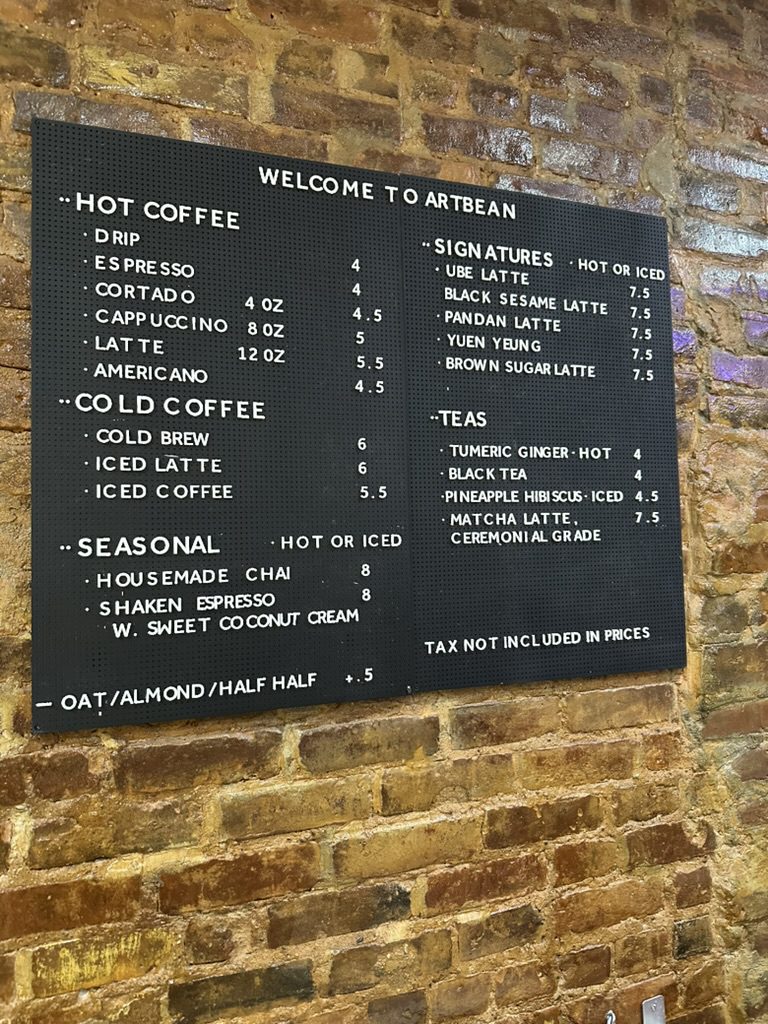 WELCOME TO ARTBEAN
¨ HOT COFFEE
· DRIP 4
· ESPRESSO 4
· CORTADO 4 OZ 4.5
· CAPPUCCINO 8 OZ 5
· LATTE 12 OZ 5.5
· AMERICANO 4.5
¨ COLD COFFEE
· COLD BREW 6
· ICED LATTE 6
· ICED COFFEE 5.5
¨ SEASONAL · HOT OR ICED
· HOUSEMADE CHAI 8
· SHAKEN ESPRESSO 8
W. SWEET COCONUT CREAM
— OAT/ALMOND/HALF HALF +.5
¨ SIGNATURES · HOT OR ICED
· UBE LATTE 7.5
BLACK SESAME LATTE 7.5
· PANDAN LATTE 7.5
· YUEN YEUNG 7.5
· BROWN SUGAR LATTE 7.5
¨ TEAS
· TUMERIC GINGER · HOT 4
· BLACK TEA 4
· PINEAPPLE HIBISCUS · ICED 4.5
· MATCHA LATTE, 7.5
CEREMONIAL GRADE
TAX NOT INCLUDED IN PRICES